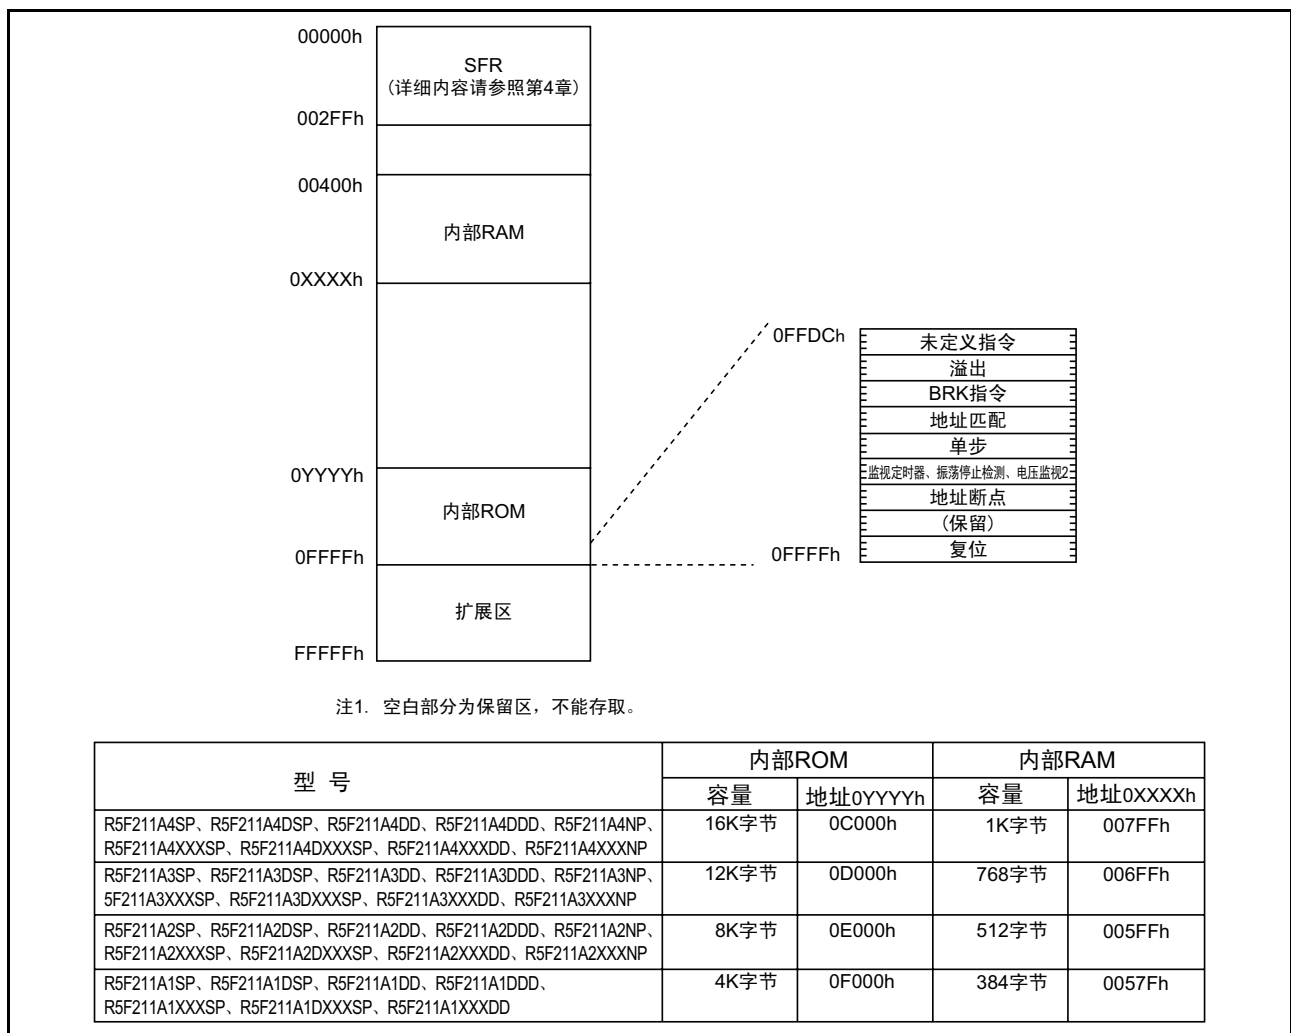 00000h
SFR
(详细内容请参照第4章)
002FFh
00400h
内部RAM
0XXXXh
0FFDCh
未定义指令
溢出
BRK指令
地址匹配
单步
监视定时器、振荡停止检测、电压监视2
地址断点
(保留)
复位
0FFFFh
0YYYYh
内部ROM
0FFFFh
扩展区
FFFFFh
注1. 空白部分为保留区，不能存取。
型 号
内部ROM
内部RAM
容量
地址0YYYYh
容量
地址0XXXXh
R5F211A4SP、R5F211A4DSP、R5F211A4DD、R5F211A4DDD、R5F211A4NP、
R5F211A4XXXSP、R5F211A4DXXXSP、R5F211A4XXXDD、R5F211A4XXXNP
16K字节
0C000h
1K字节
007FFh
R5F211A3SP、R5F211A3DSP、R5F211A3DD、R5F211A3DDD、R5F211A3NP、
5F211A3XXXSP、R5F211A3DXXXSP、R5F211A3XXXDD、R5F211A3XXXNP
12K字节
0D000h
768字节
006FFh
R5F211A2SP、R5F211A2DSP、R5F211A2DD、R5F211A2DDD、R5F211A2NP、
R5F211A2XXXSP、R5F211A2DXXXSP、R5F211A2XXXDD、R5F211A2XXXNP
8K字节
0E000h
512字节
005FFh
R5F211A1SP、R5F211A1DSP、R5F211A1DD、R5F211A1DDD、
R5F211A1XXXSP、R5F211A1DXXXSP、R5F211A1XXXDD
4K字节
0F000h
384字节
0057Fh